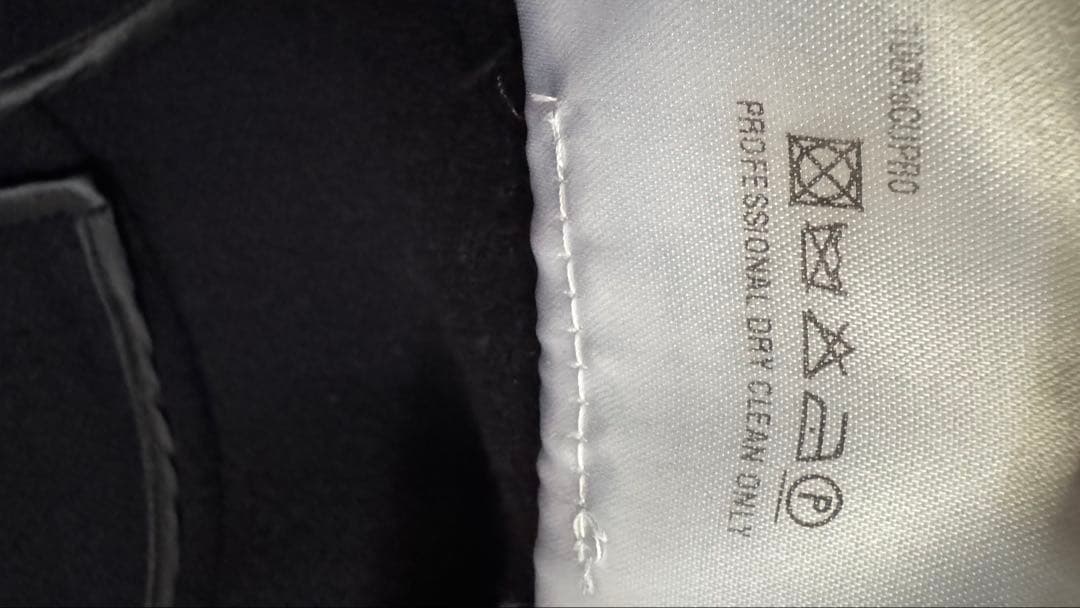 Ⓟ
PROFESSIONAL DRY CLEAN ONLY